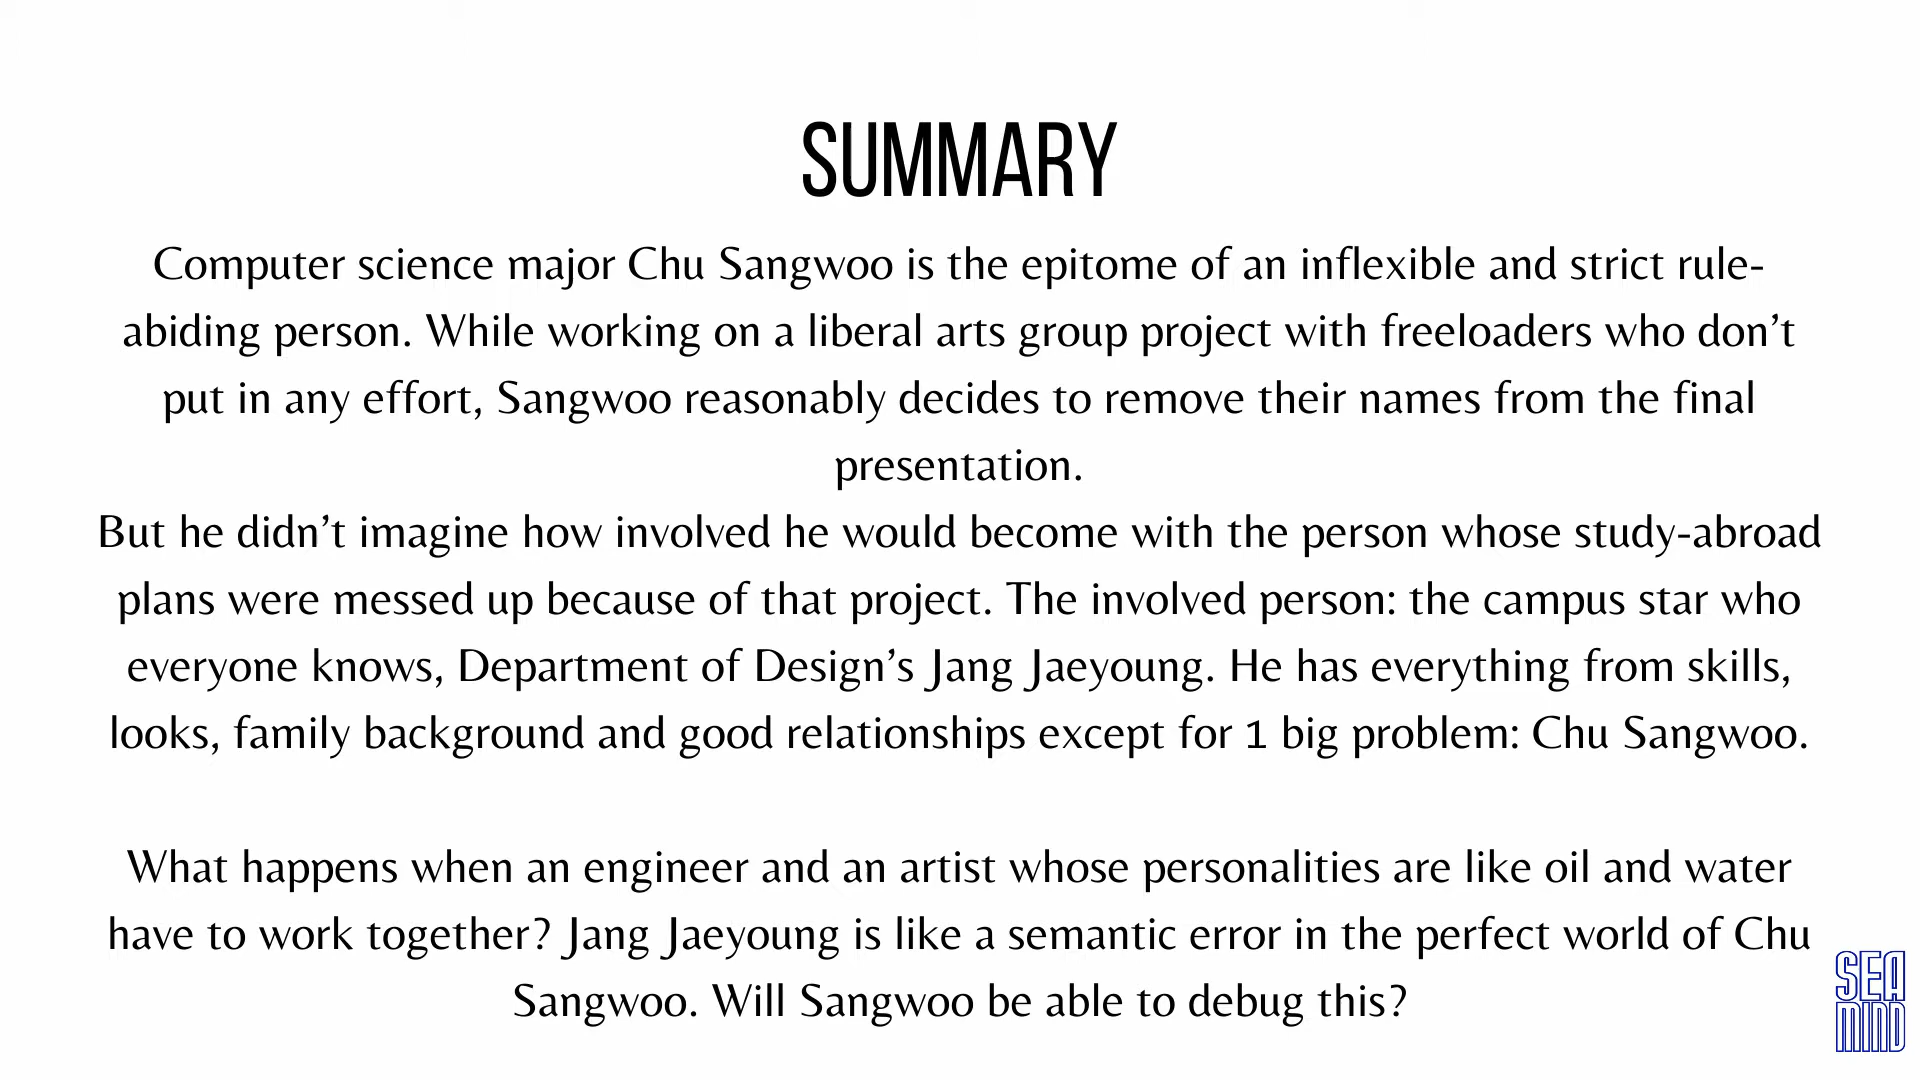 SUMMARY
Computer science major Chu Sangwoo is the epitome of an inflexible and strict rule-
abiding person. While working on a liberal arts group project with freeloaders who don’t
put in any effort, Sangwoo reasonably decides to remove their names from the final
presentation.
But he didn’t imagine how involved he would become with the person whose study-abroad
plans were messed up because of that project. The involved person: the campus star who
everyone knows, Department of Design’s Jang Jaeyoung. He has everything from skills,
looks, family background and good relationships except for 1 big problem: Chu Sangwoo.
What happens when an engineer and an artist whose personalities are like oil and water
have to work together? Jang Jaeyoung is like a semantic error in the perfect world of Chu
Sangwoo. Will Sangwoo be able to debug this?
SEA
MIND